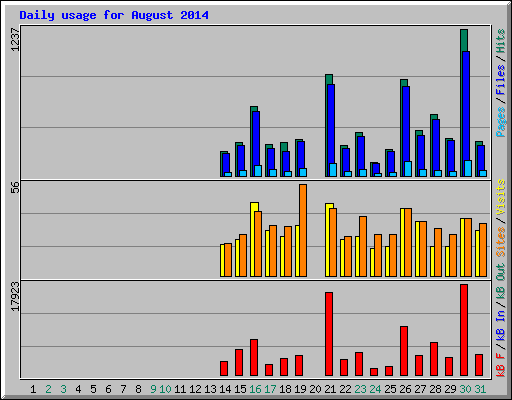 Daily usage for August 2014
1237
Pages / Files / Hits
56
Sites / Visits
17923
kB F / kB In / kB Out
1 2 3 4 5 6 7 8 9 10 11 12 13 14 15 16 17 18 19 20 21 22 23 24 25 26 27 28 29 30 31